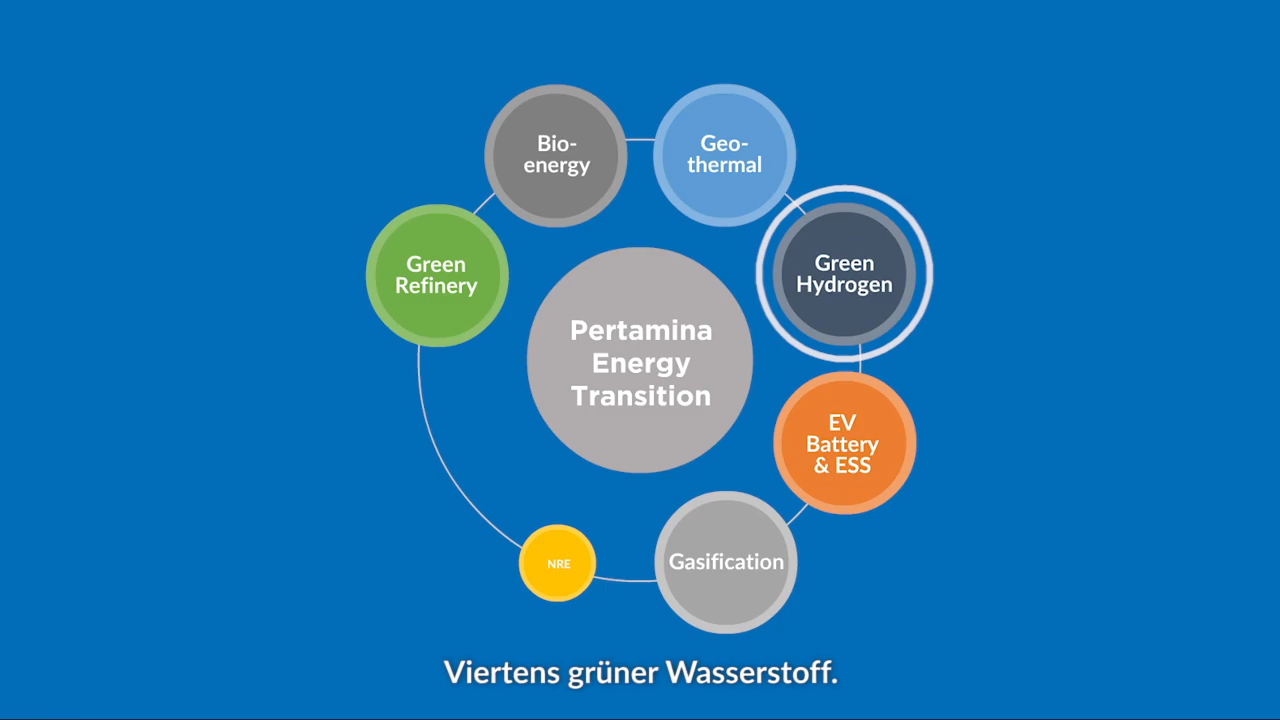 Bio-
energy
Geo-
thermal
Green
Refinery
Green
Hydrogen
Pertamina
Energy
Transition
EV
Battery
& ESS
Gasification
NRE
Viertens grüner Wasserstoff.